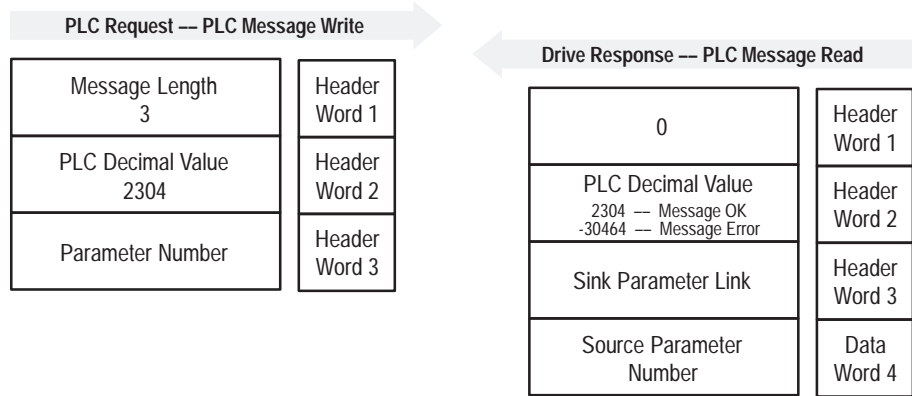 PLC Request –– PLC Message Write
Message Length
3
Header
Word 1
PLC Decimal Value
2304
Header
Word 2
Parameter Number
Header
Word 3
Drive Response –– PLC Message Read
0
Header
Word 1
PLC Decimal Value
2304 –– Message OK
-30464 –– Message Error
Header
Word 2
Sink Parameter Link
Header
Word 3
Source Parameter
Number
Data
Word 4